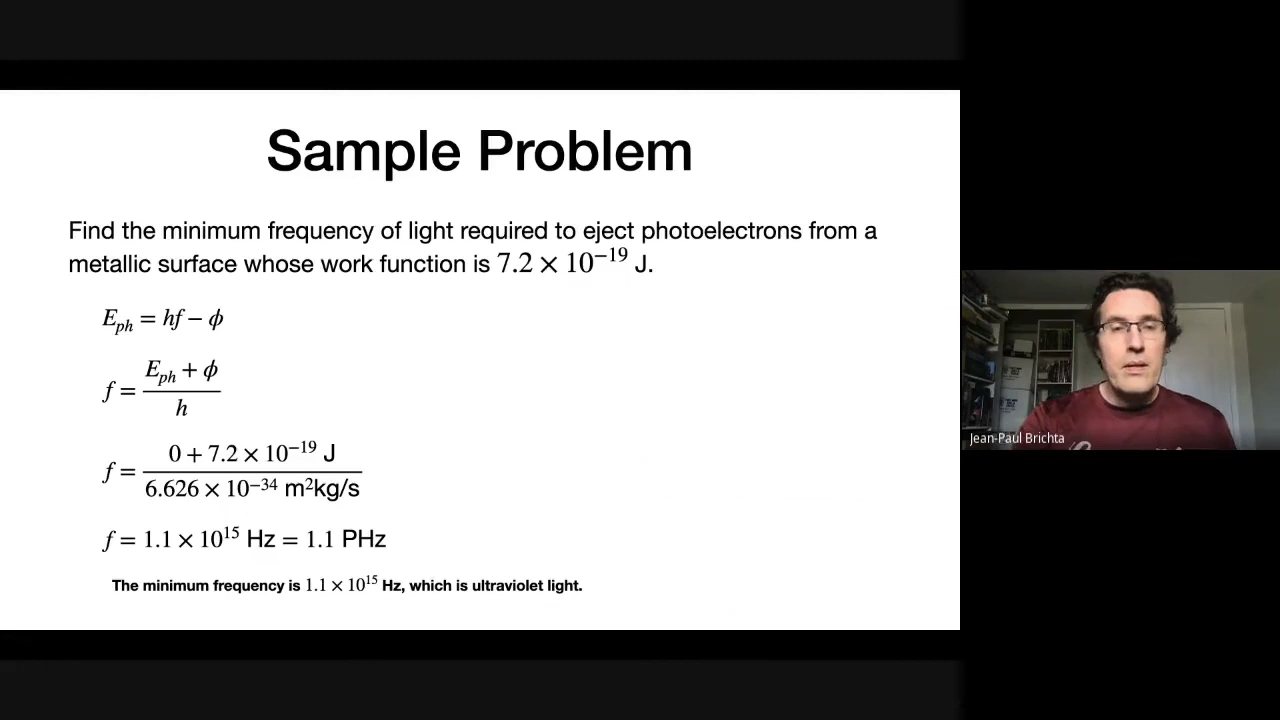 Sample Problem
Find the minimum frequency of light required to eject photoelectrons from a
metallic surface whose work function is 7.2 × 10⁻¹⁹ J.
E_ph = hf − ϕ
f = (E_ph + ϕ) / h
f = (0 + 7.2 × 10⁻¹⁹ J) / (6.626 × 10⁻³⁴ m²kg/s)
f = 1.1 × 10¹⁵ Hz = 1.1 PHz
The minimum frequency is 1.1 × 10¹⁵ Hz, which is ultraviolet light.
Jean-Paul Brichta